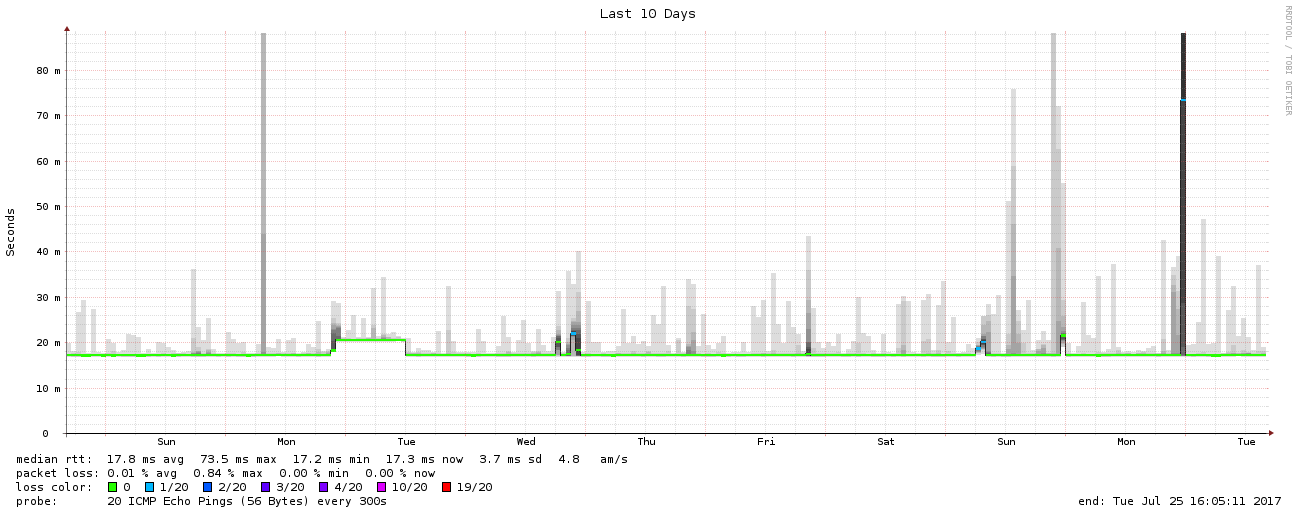 Last 10 Days
RRDTOOL / TOBI OETIKER
Seconds
80 m
70 m
60 m
50 m
40 m
30 m
20 m
10 m
0
Sun Mon Tue Wed Thu Fri Sat Sun Mon Tue
median rtt: 17.8 ms avg 73.5 ms max 17.2 ms min 17.3 ms now 3.7 ms sd 4.8 am/s
packet loss: 0.01 % avg 0.84 % max 0.00 % min 0.00 % now
loss color: 0 1/20 2/20 3/20 4/20 10/20 19/20
probe: 20 ICMP Echo Pings (56 Bytes) every 300s end: Tue Jul 25 16:05:11 2017